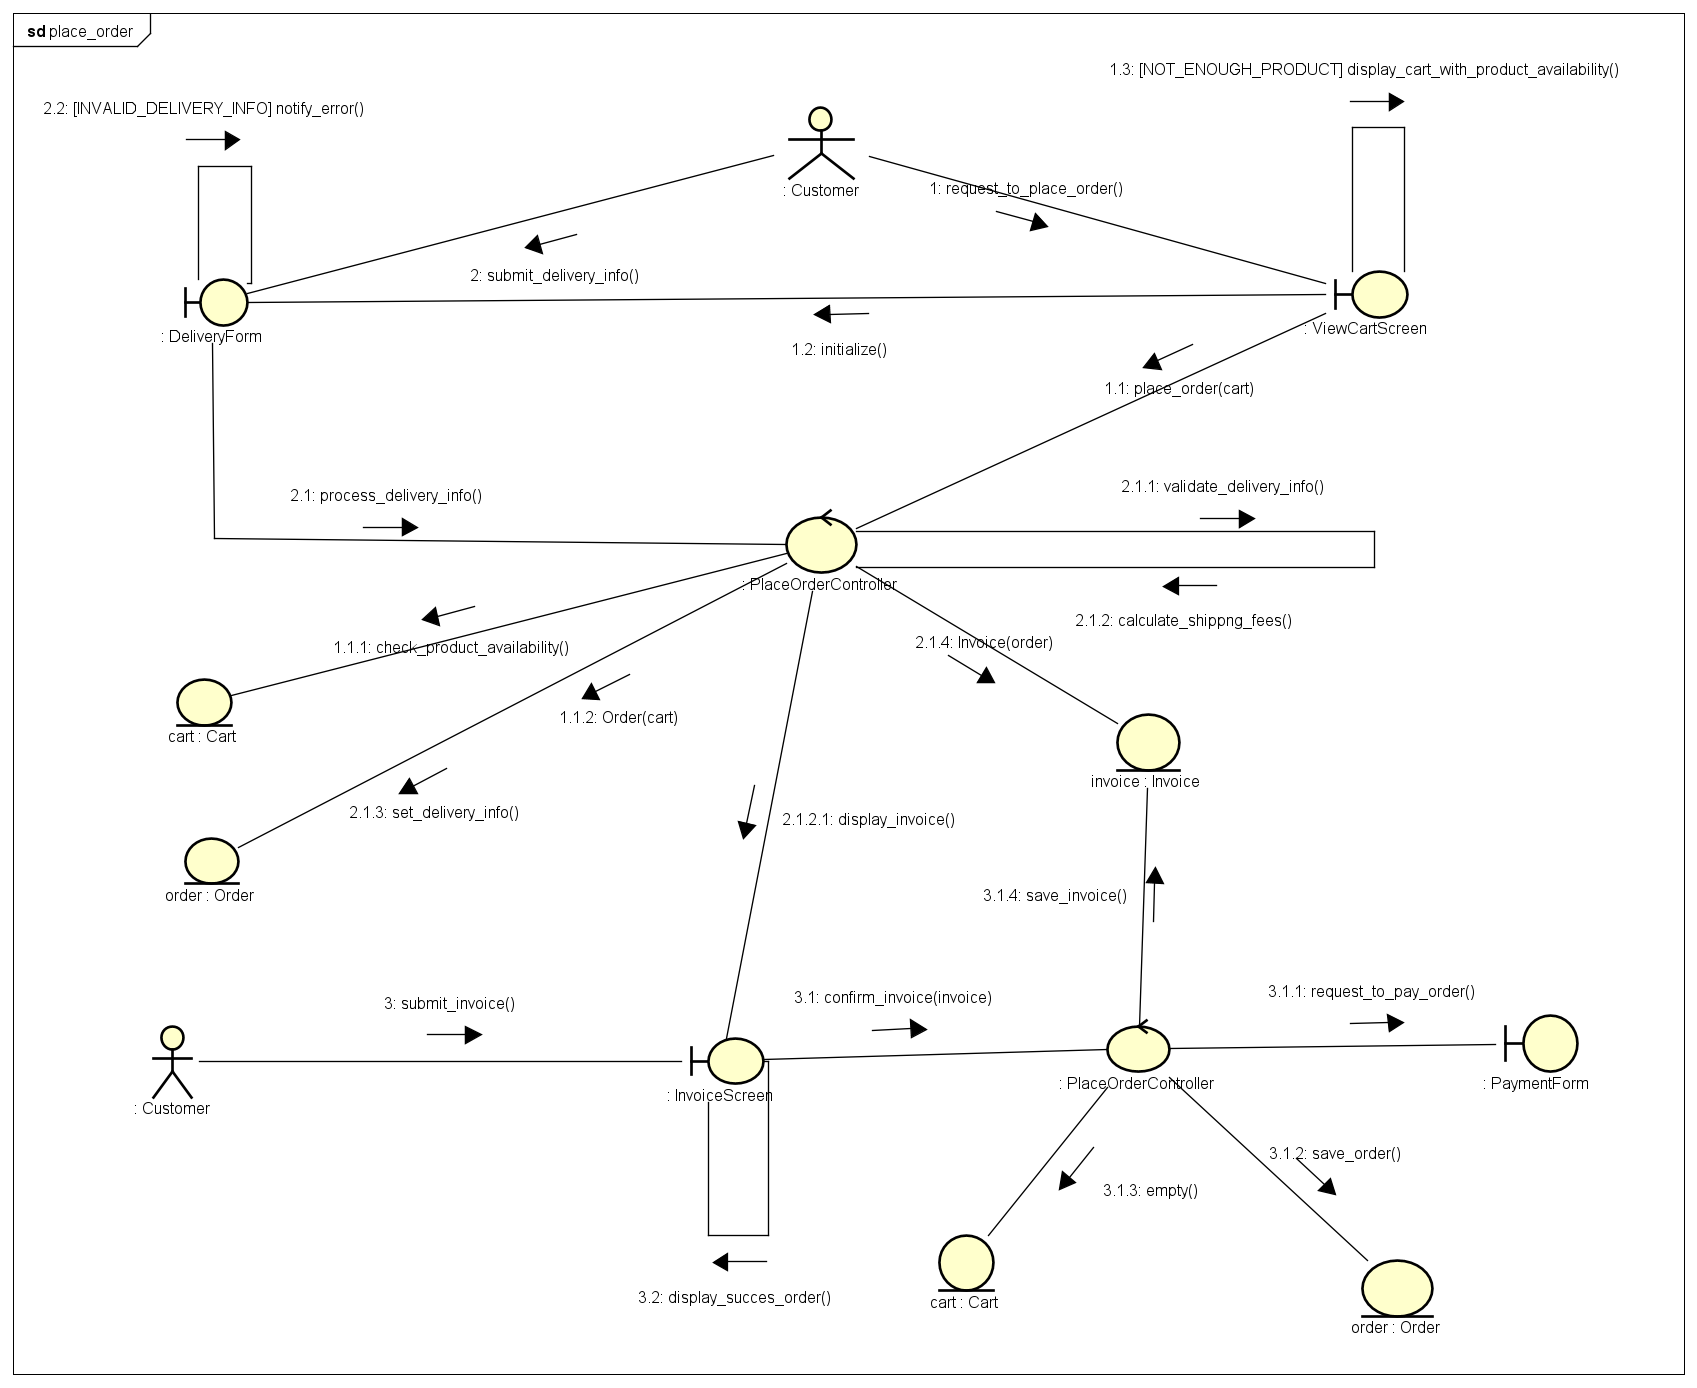 sd place_order
1.3: [NOT_ENOUGH_PRODUCT] display_cart_with_product_availability()
2.2: [INVALID_DELIVERY_INFO] notify_error()
: Customer
1: request_to_place_order()
2: submit_delivery_info()
: DeliveryForm
: ViewCartScreen
1.2: initialize()
1.1: place_order(cart)
2.1: process_delivery_info()
2.1.1: validate_delivery_info()
: PlaceOrderController
2.1.2: calculate_shippng_fees()
1.1.1: check_product_availability()
2.1.4: Invoice(order)
1.1.2: Order(cart)
cart : Cart
invoice : Invoice
2.1.3: set_delivery_info()
2.1.2.1: display_invoice()
order : Order
3.1.4: save_invoice()
3: submit_invoice()
3.1: confirm_invoice(invoice)
3.1.1: request_to_pay_order()
: Customer
: InvoiceScreen
: PlaceOrderController
: PaymentForm
3.1.2: save_order()
3.1.3: empty()
3.2: display_succes_order()
cart : Cart
order : Order